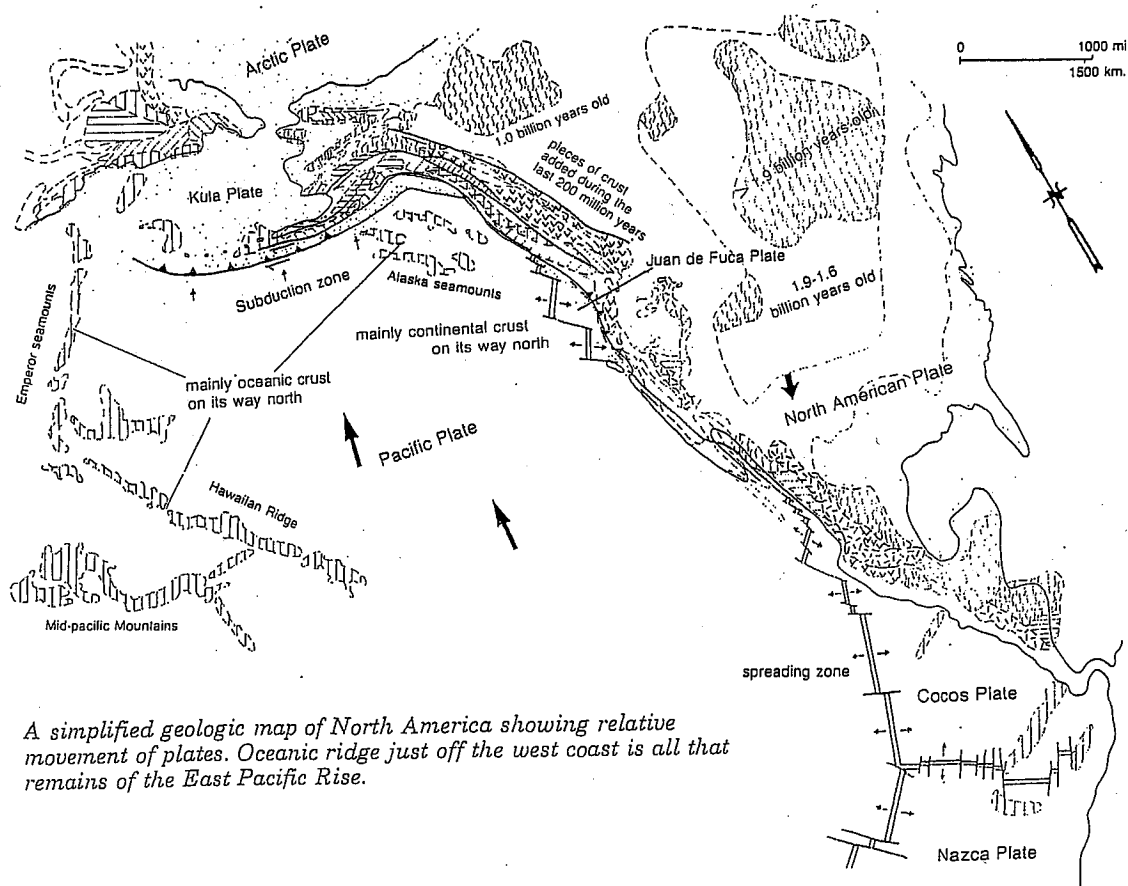 Arctic Plate
0 1000 mi
1500 km.
1.0 billion years old
1.9 billion years old
pieces of crust
added during the
last 200 million years
Kula Plate
Juan de Fuca Plate
1.9-1.6
billion years old
Subduction zone
Alaska seamounts
Emperor seamounts
mainly continental crust
on its way north
mainly oceanic crust
on its way north
North American Plate
Pacific Plate
Hawaiian Ridge
Mid-pacific Mountains
spreading zone
Cocos Plate
Nazca Plate
A simplified geologic map of North America showing relative
movement of plates. Oceanic ridge just off the west coast is all that
remains of the East Pacific Rise.